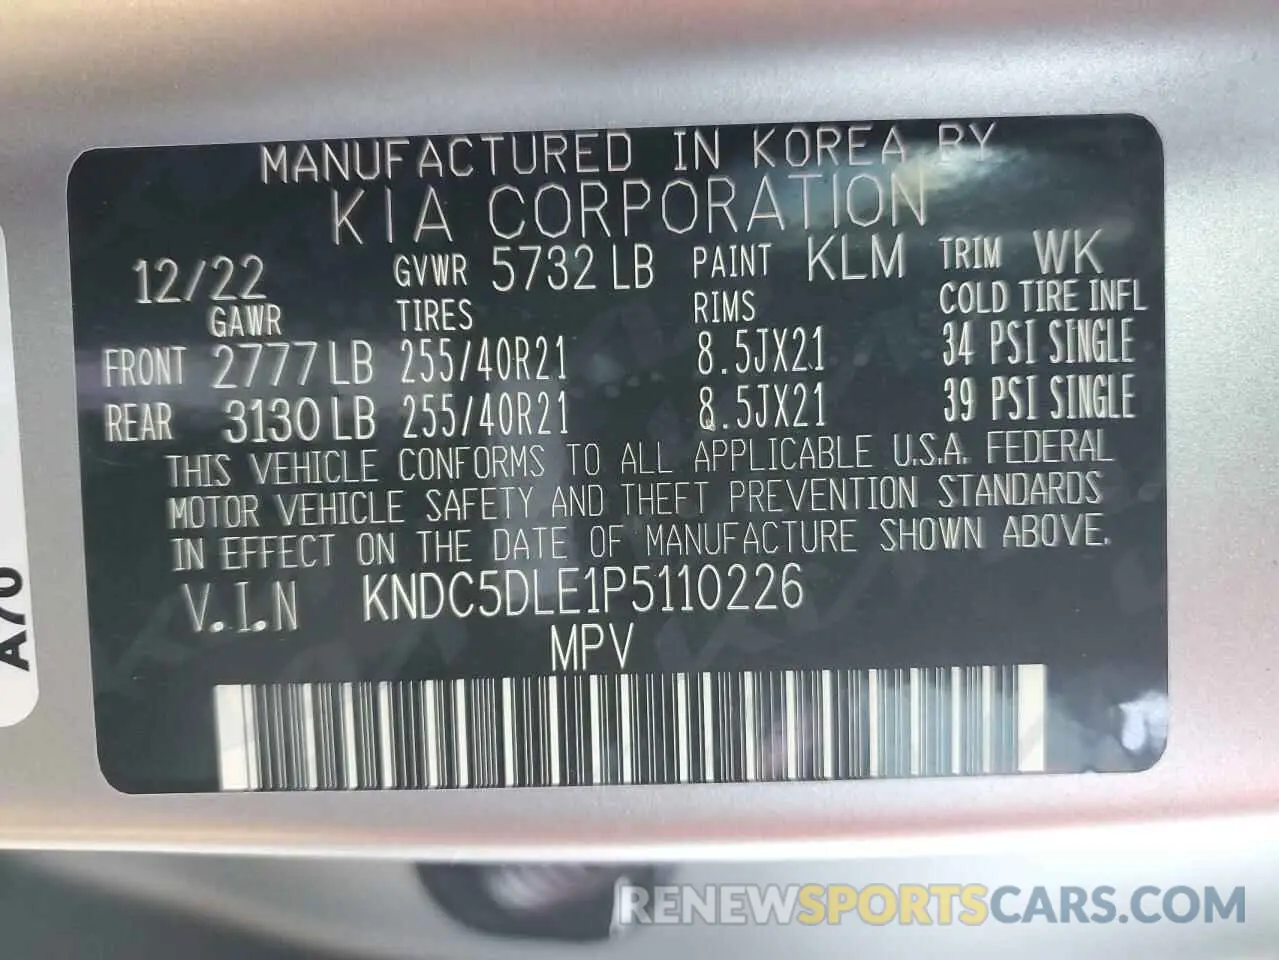 MANUFACTURED IN KOREA BY
KIA CORPORATION
12/22 GVWR 5732 LB PAINT KLM TRIM WK
GAWR TIRES RIMS COLD TIRE INFL
FRONT 2777 LB 255/40R21 8.5JX21 34 PSI SINGLE
REAR 3130 LB 255/40R21 8.5JX21 39 PSI SINGLE
THIS VEHICLE CONFORMS TO ALL APPLICABLE U.S.A. FEDERAL
MOTOR VEHICLE SAFETY AND THEFT PREVENTION STANDARDS
IN EFFECT ON THE DATE OF MANUFACTURE SHOWN ABOVE.
V.I.N KNDC5DLE1P5110226
MPV
A70
RENEWSPORTSCARS.COM